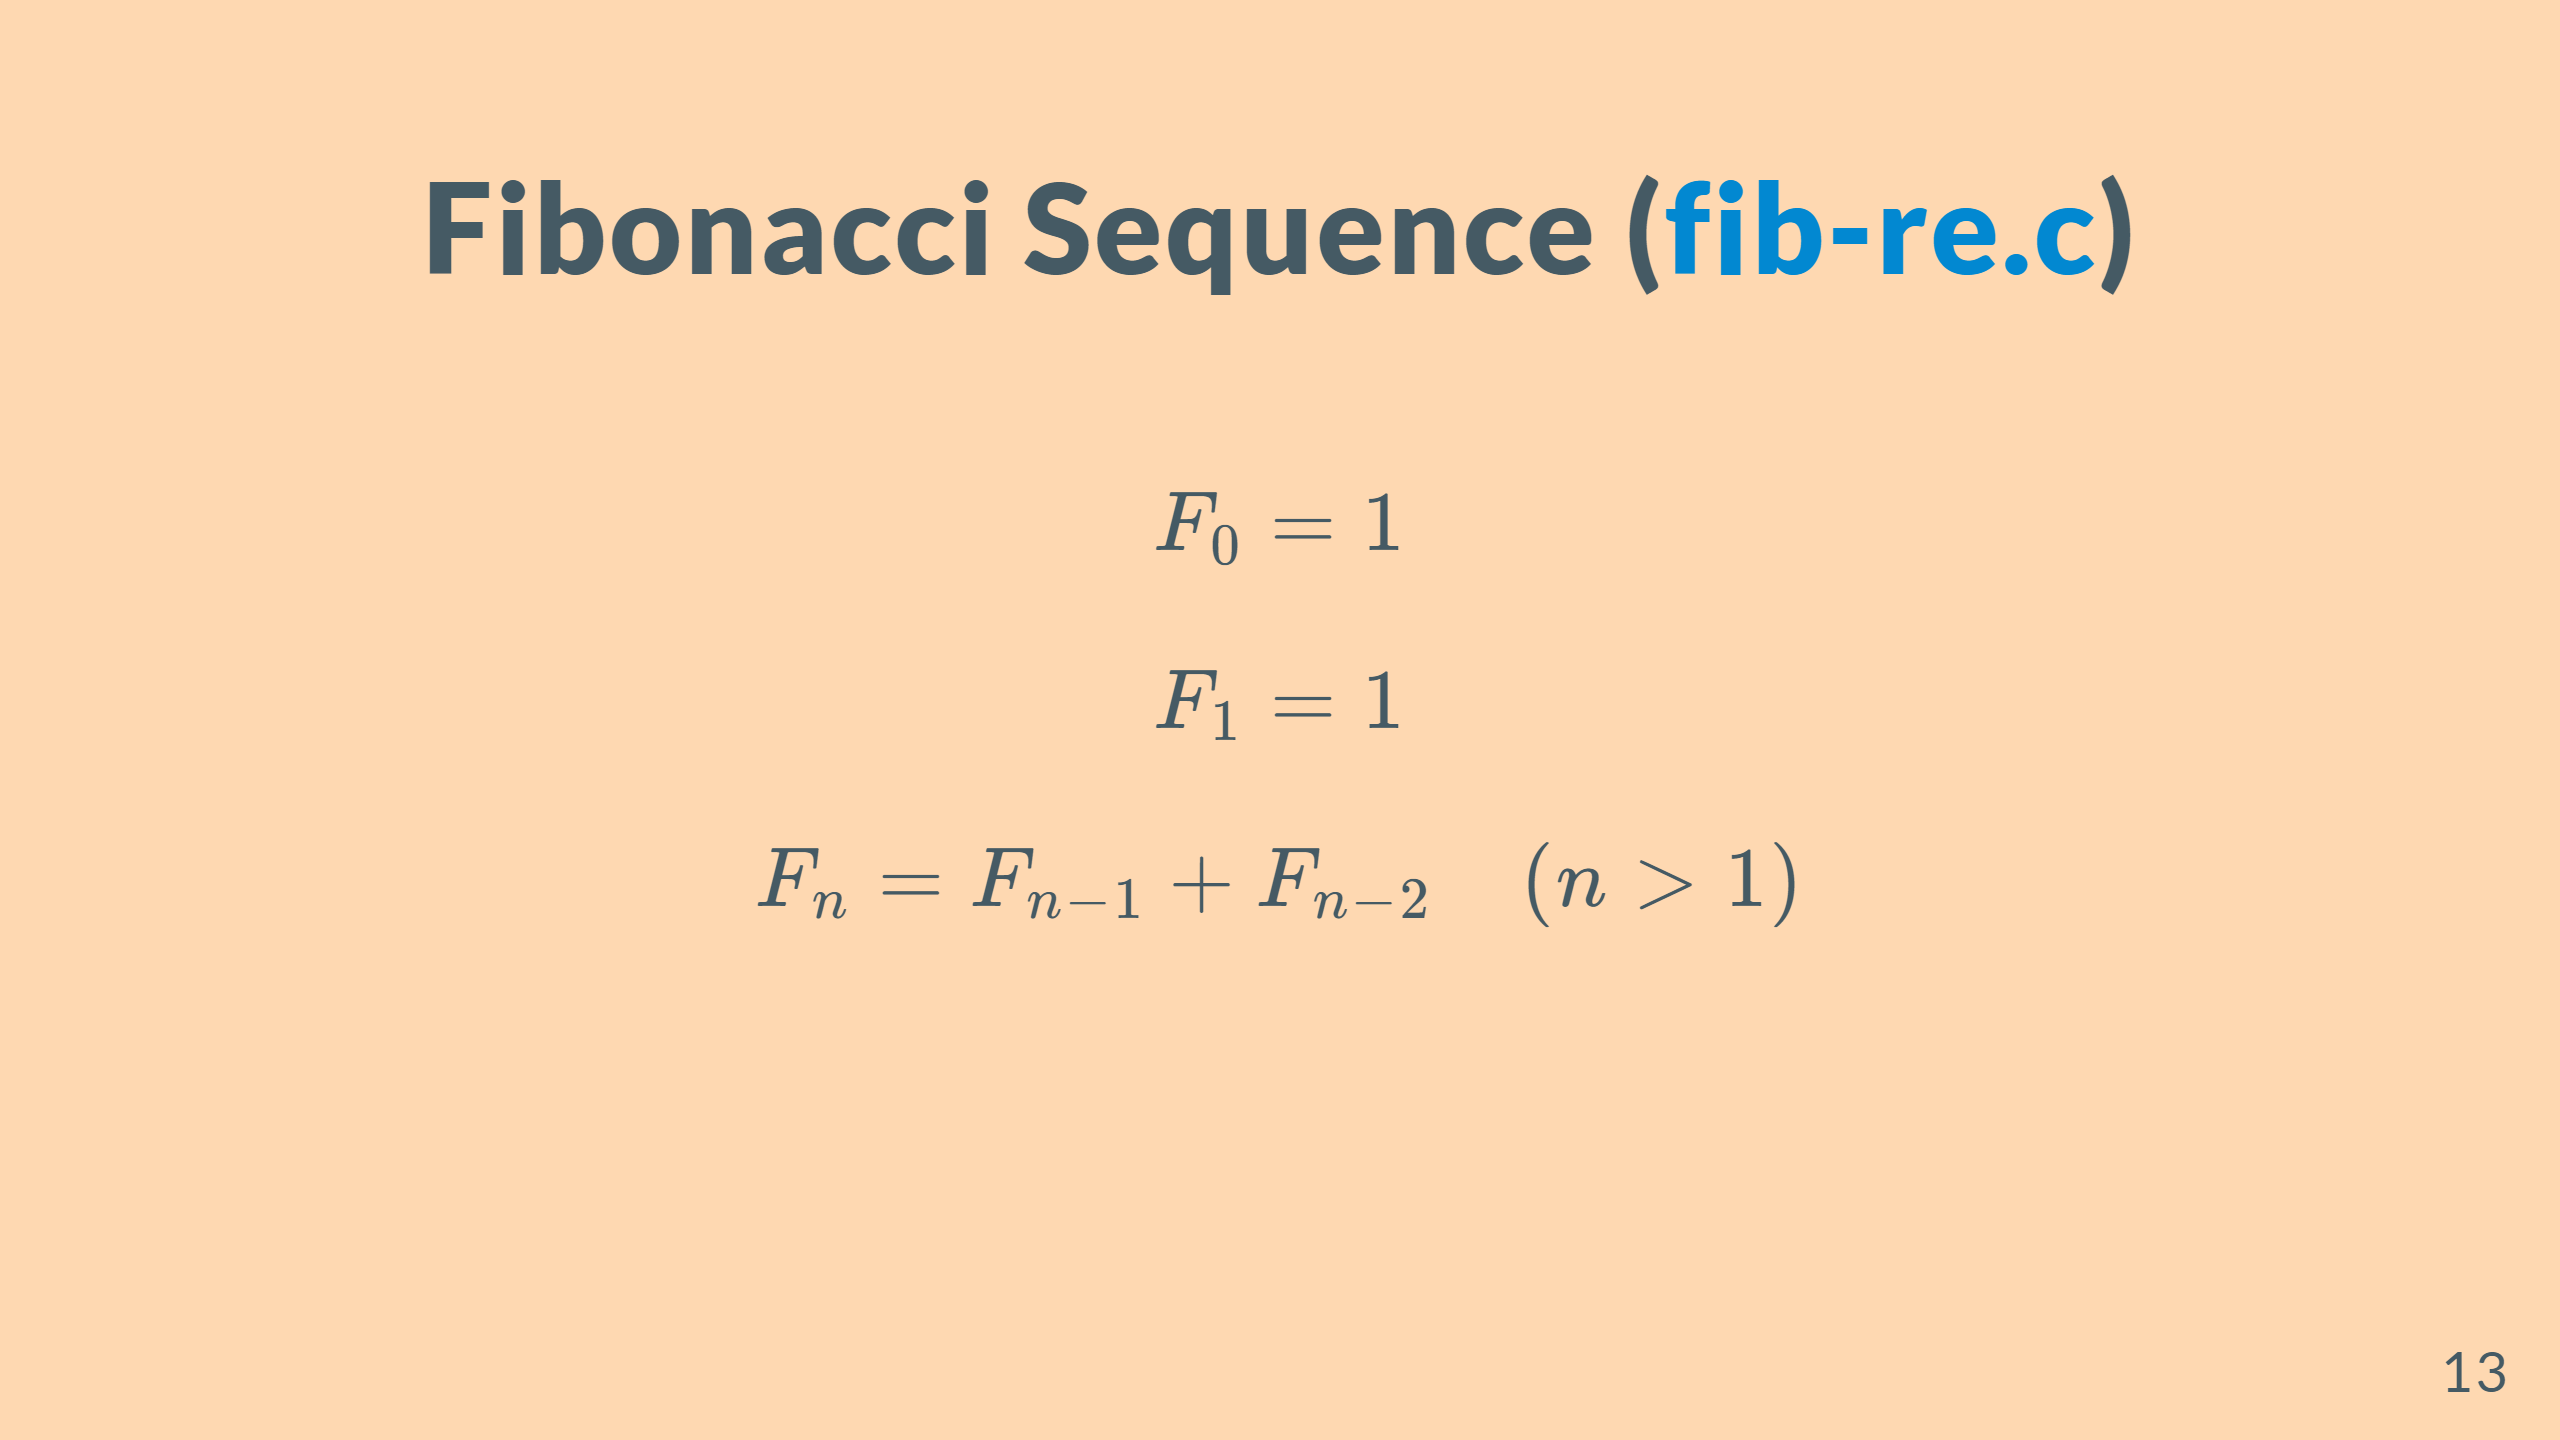 Fibonacci Sequence (fib-re.c)
F₀ = 1
F₁ = 1
Fₙ = Fₙ₋₁ + Fₙ₋₂ (n > 1)
13